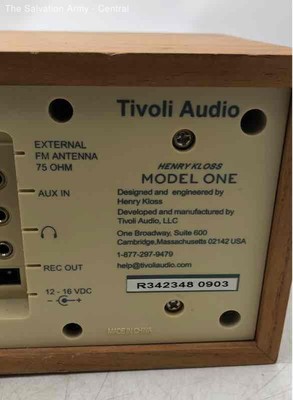 The Salvation Army - Central
Tivoli Audio
EXTERNAL
FM ANTENNA
75 OHM
AUX IN
REC OUT
12 - 16 VDC
HENRY KLOSS
MODEL ONE
Designed and engineered by
Henry Kloss
Developed and manufactured by
Tivoli Audio, LLC
One Broadway, Suite 600
Cambridge,Massachusetts 02142 USA
1-877-297-9479
help@tivoliaudio.com
R342348 0903
MADE IN CHINA